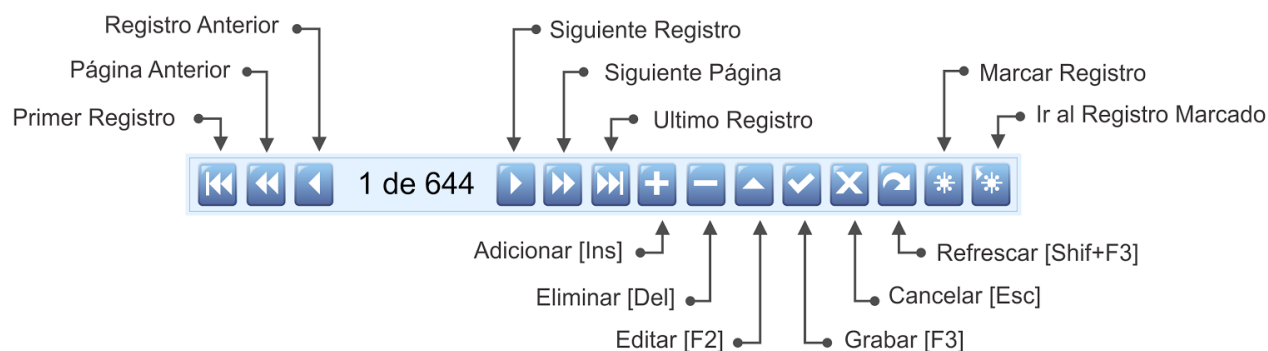 Registro Anterior
Siguiente Registro
Página Anterior
Siguiente Página
Marcar Registro
Primer Registro
Ultimo Registro
Ir al Registro Marcado
1 de 644
Adicionar [Ins]
Refrescar [Shif+F3]
Eliminar [Del]
Cancelar [Esc]
Editar [F2]
Grabar [F3]